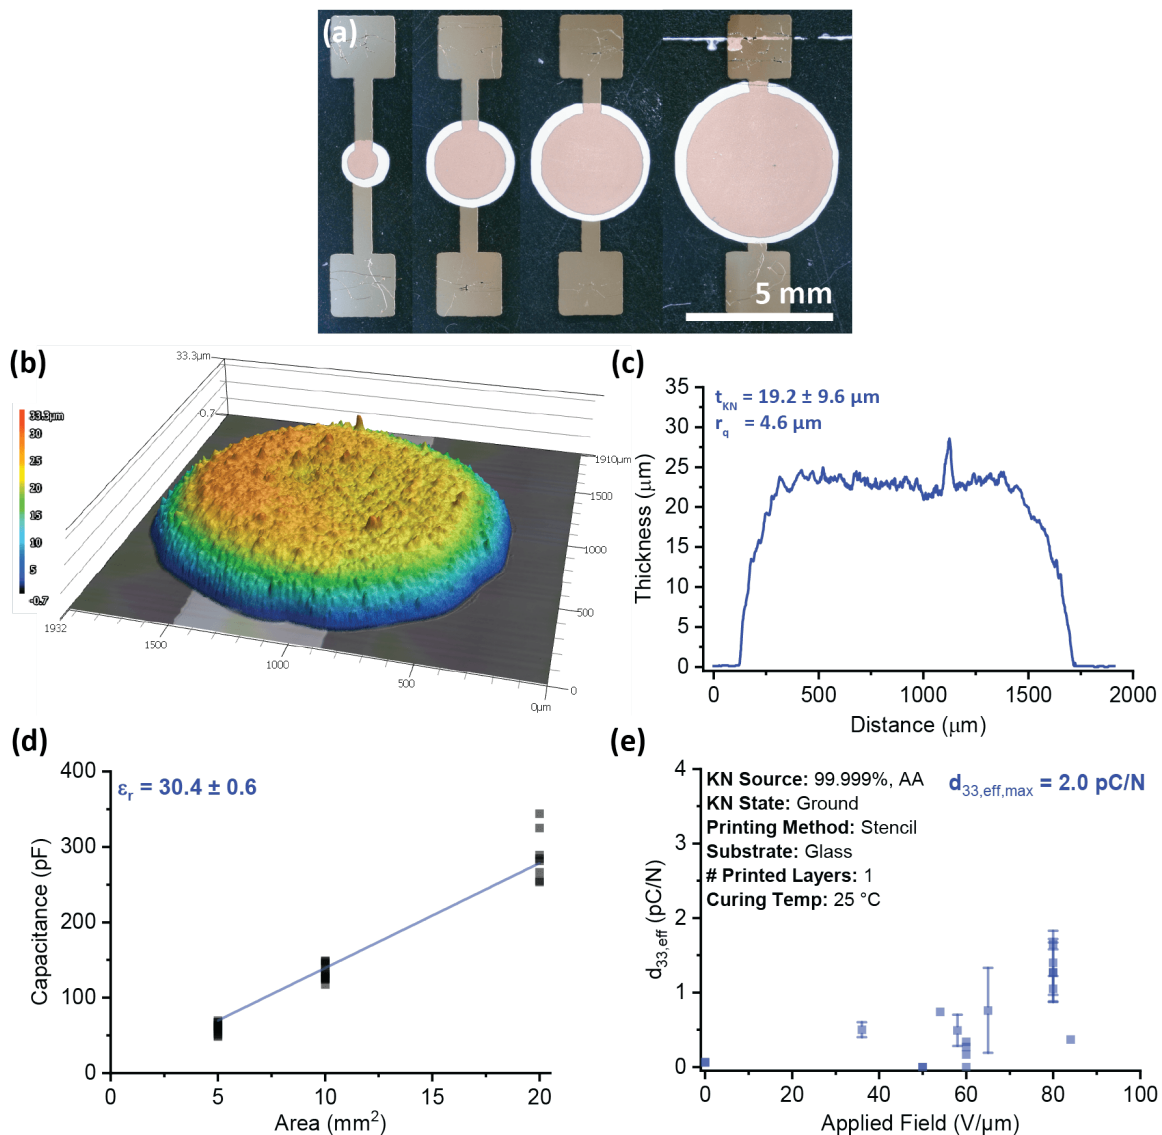 (a)
5 mm
(b)
33.3µm
0.7
33.3µm
30
25
20
15
10
5
-0.7
1932
1500
1000
500
0µm
0
500
1000
1500
1910µm
(c)
t_KN = 19.2 ± 9.6 µm
r_q = 4.6 µm
35
30
25
20
15
10
5
0
Thickness (µm)
0 500 1000 1500 2000
Distance (µm)
(d)
εr = 30.4 ± 0.6
400
300
200
100
0
Capacitance (pF)
0 5 10 15 20
Area (mm²)
(e)
KN Source: 99.999%, AA
KN State: Ground
Printing Method: Stencil
Substrate: Glass
# Printed Layers: 1
Curing Temp: 25 °C
d33,eff,max = 2.0 pC/N
4
3
2
1
0
d33,eff (pC/N)
0 20 40 60 80 100
Applied Field (V/µm)